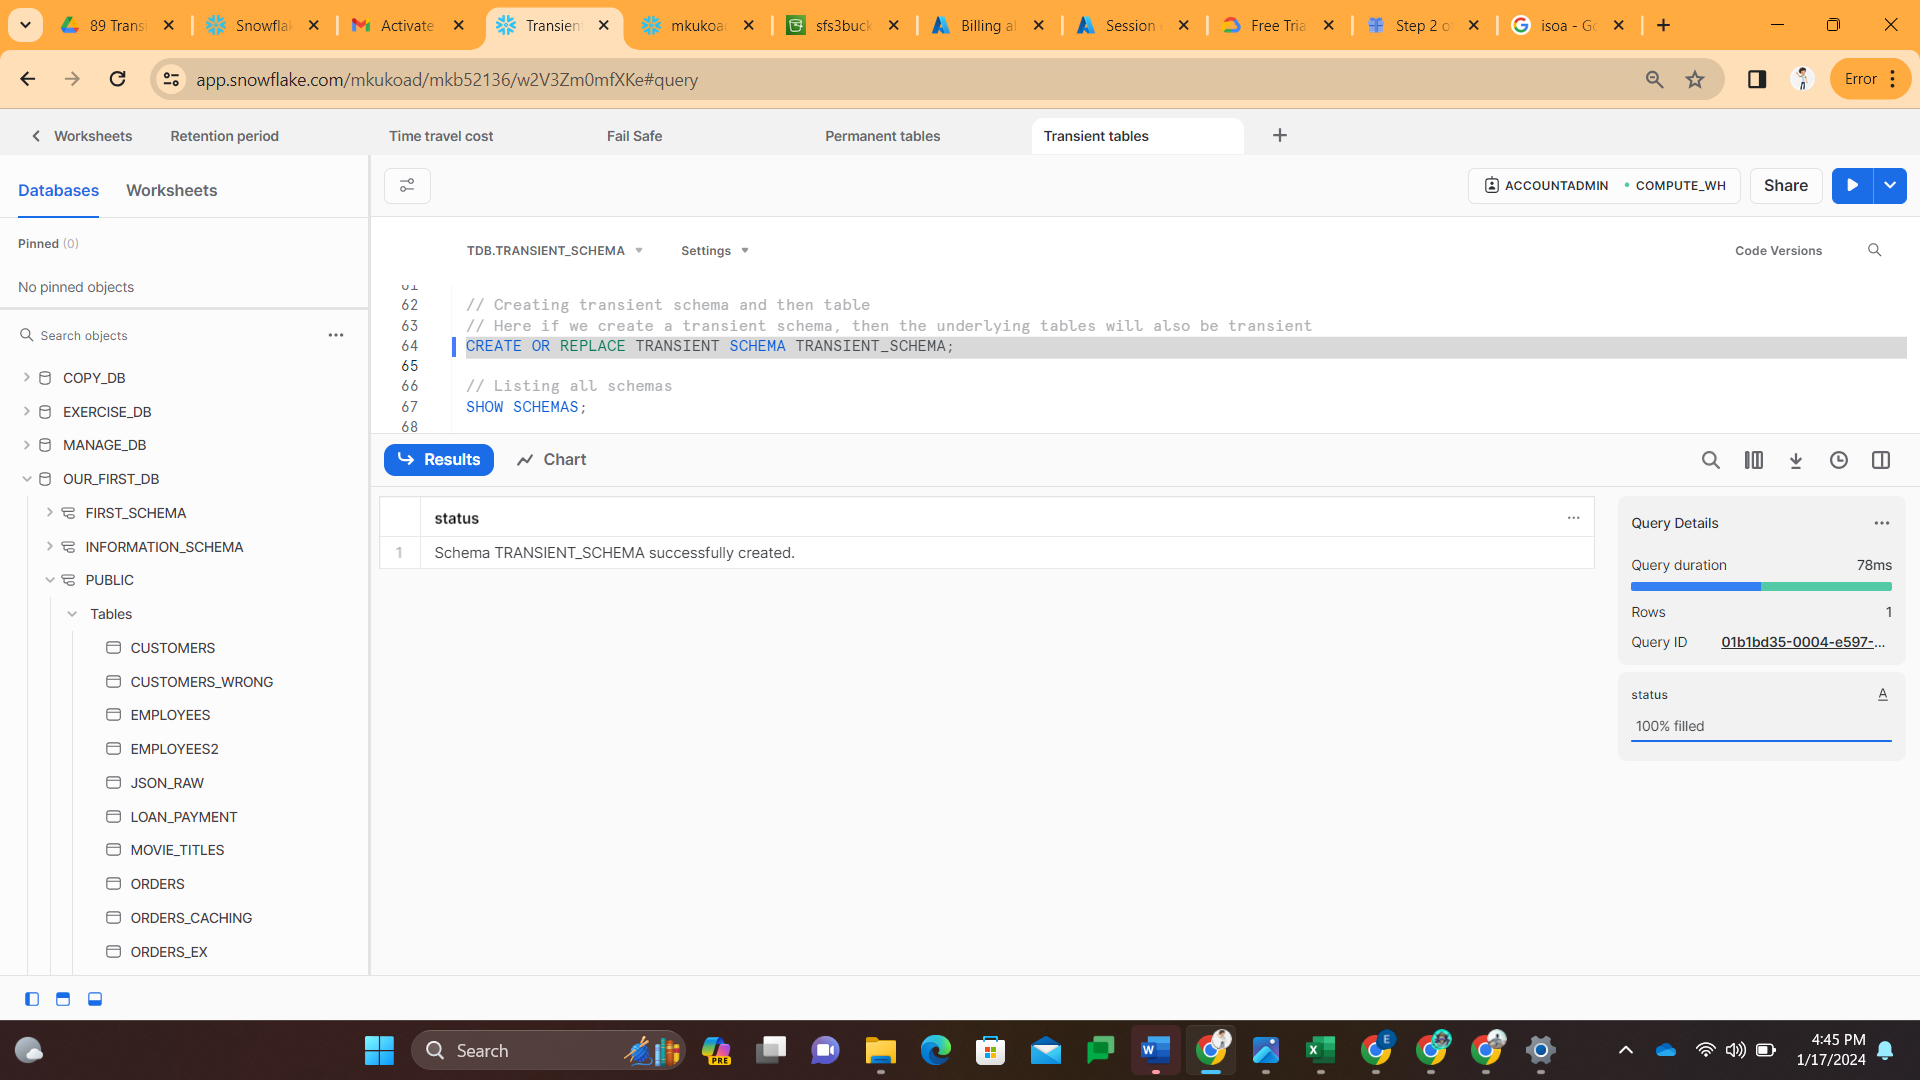 89 Transi
Snowflak
Activate
Transien
mkukoad
sfs3buck
Billing al
Session
Free Tria
Step 2 o
isoa - Go
app.snowflake.com/mkukoad/mkb52136/w2V3Zm0mfXKe#query
Error
Worksheets
Retention period
Time travel cost
Fail Safe
Permanent tables
Transient tables
Databases
Worksheets
ACCOUNTADMIN
COMPUTE_WH
Share
Pinned (0)
No pinned objects
TDB.TRANSIENT_SCHEMA
Settings
Code Versions
61
62 // Creating transient schema and then table
63 // Here if we create a transient schema, then the underlying tables will also be transient
64 CREATE OR REPLACE TRANSIENT SCHEMA TRANSIENT_SCHEMA;
65
66 // Listing all schemas
67 SHOW SCHEMAS;
68
Search objects
COPY_DB
EXERCISE_DB
MANAGE_DB
OUR_FIRST_DB
FIRST_SCHEMA
INFORMATION_SCHEMA
PUBLIC
Tables
CUSTOMERS
CUSTOMERS_WRONG
EMPLOYEES
EMPLOYEES2
JSON_RAW
LOAN_PAYMENT
MOVIE_TITLES
ORDERS
ORDERS_CACHING
ORDERS_EX
Results
Chart
status
1 Schema TRANSIENT_SCHEMA successfully created.
Query Details
Query duration 78ms
Rows 1
Query ID 01b1bd35-0004-e597-...
status A
100% filled
Search
PRE
W
X
E
4:45 PM
1/17/2024